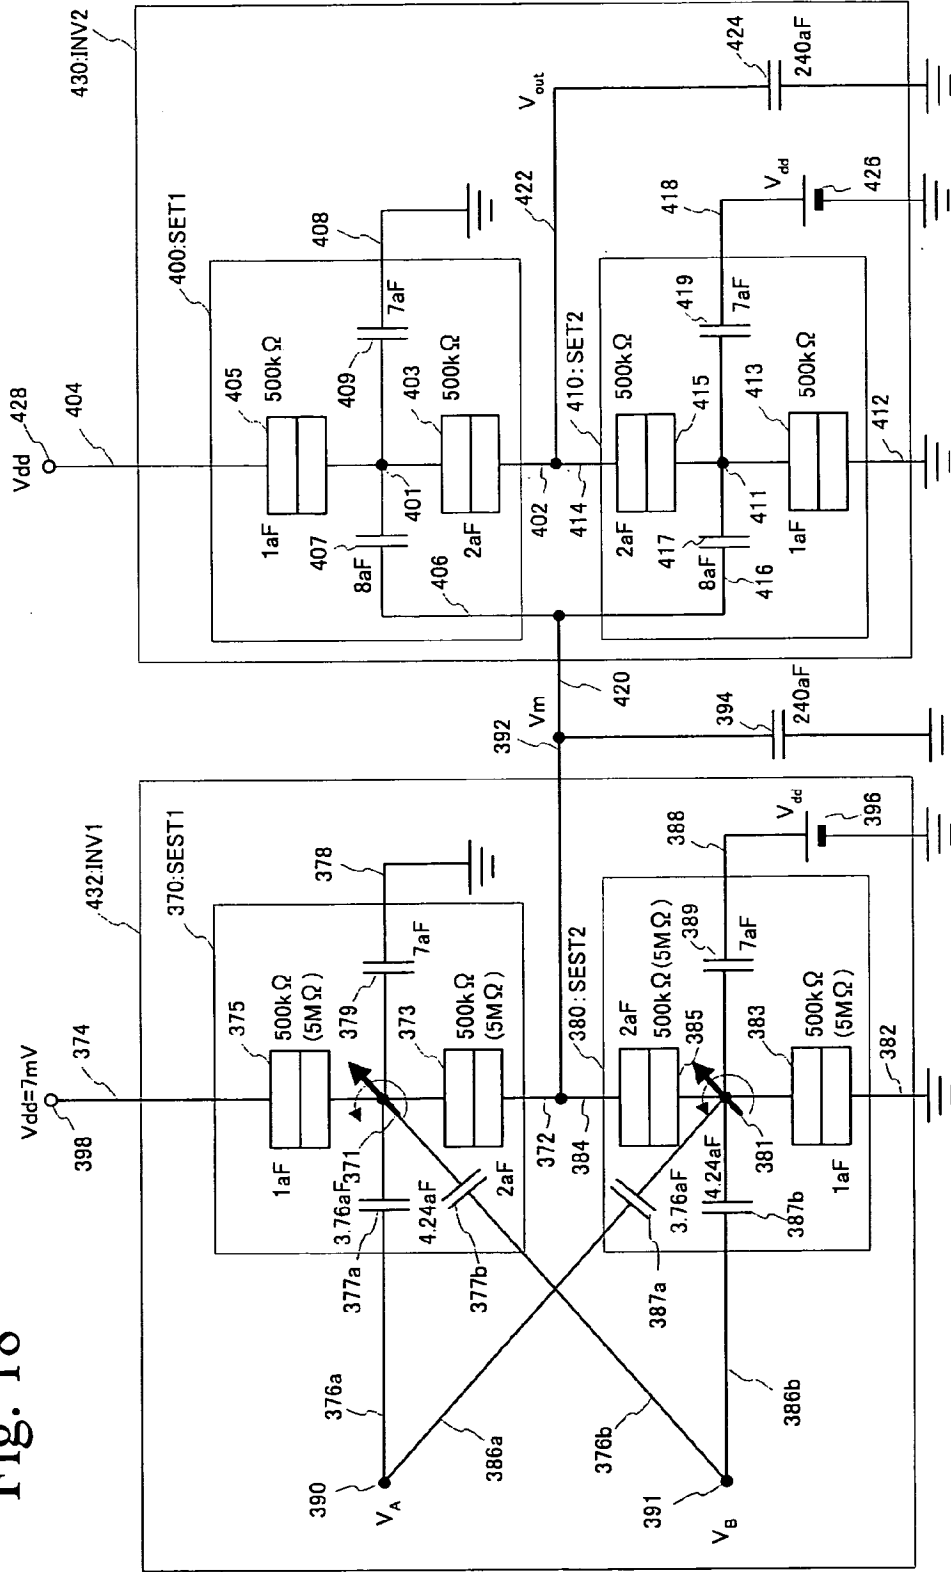 Fig. 18
430:INV2
400:SET1
Vdd
428
404
405
500kΩ
1aF
407
8aF
406
401
409
7aF
408
403
500kΩ
2aF
402
414
422
Vout
424
240aF
410:SET2
500kΩ
2aF
415
417
8aF
416
411
419
7aF
418
Vdd
426
413
500kΩ
1aF
412
420
Vm
392
394
240aF
432:INV1
370:SEST1
Vdd=7mV
398
374
375
500kΩ
(5MΩ)
1aF
371
3.76aF
377a
4.24aF
377b
379
7aF
378
373
500kΩ
(5MΩ)
2aF
372
384
380:SEST2
2aF
500kΩ(5MΩ)
385
387a
3.76aF
4.24aF
387b
381
389
7aF
388
Vdd
396
383
500kΩ
(5MΩ)
1aF
382
376a
386a
376b
386b
390
VA
391
VB